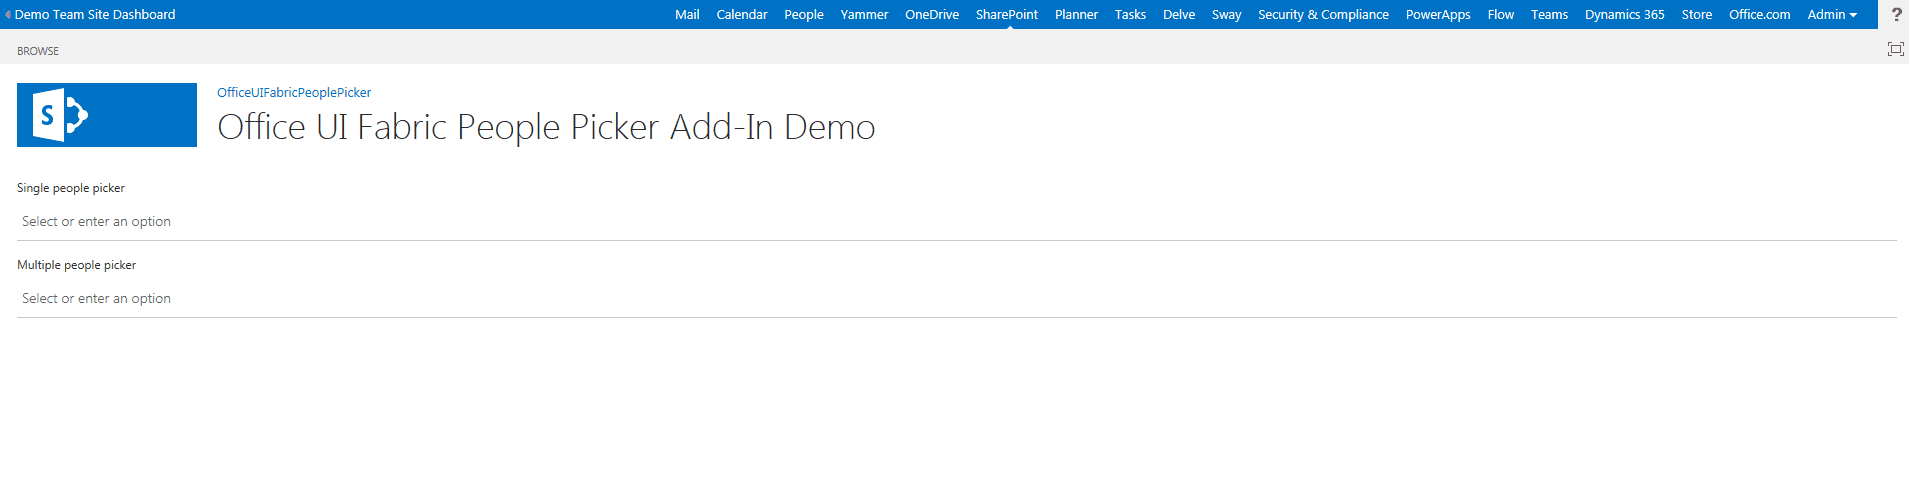 Demo Team Site Dashboard Mail Calendar People Yammer OneDrive SharePoint Planner Tasks Delve Sway Security & Compliance PowerApps Flow Teams Dynamics 365 Store Office.com Admin ?
BROWSE
S
OfficeUIFabricPeoplePicker
Office UI Fabric People Picker Add-In Demo
Single people picker
Select or enter an option
Multiple people picker
Select or enter an option